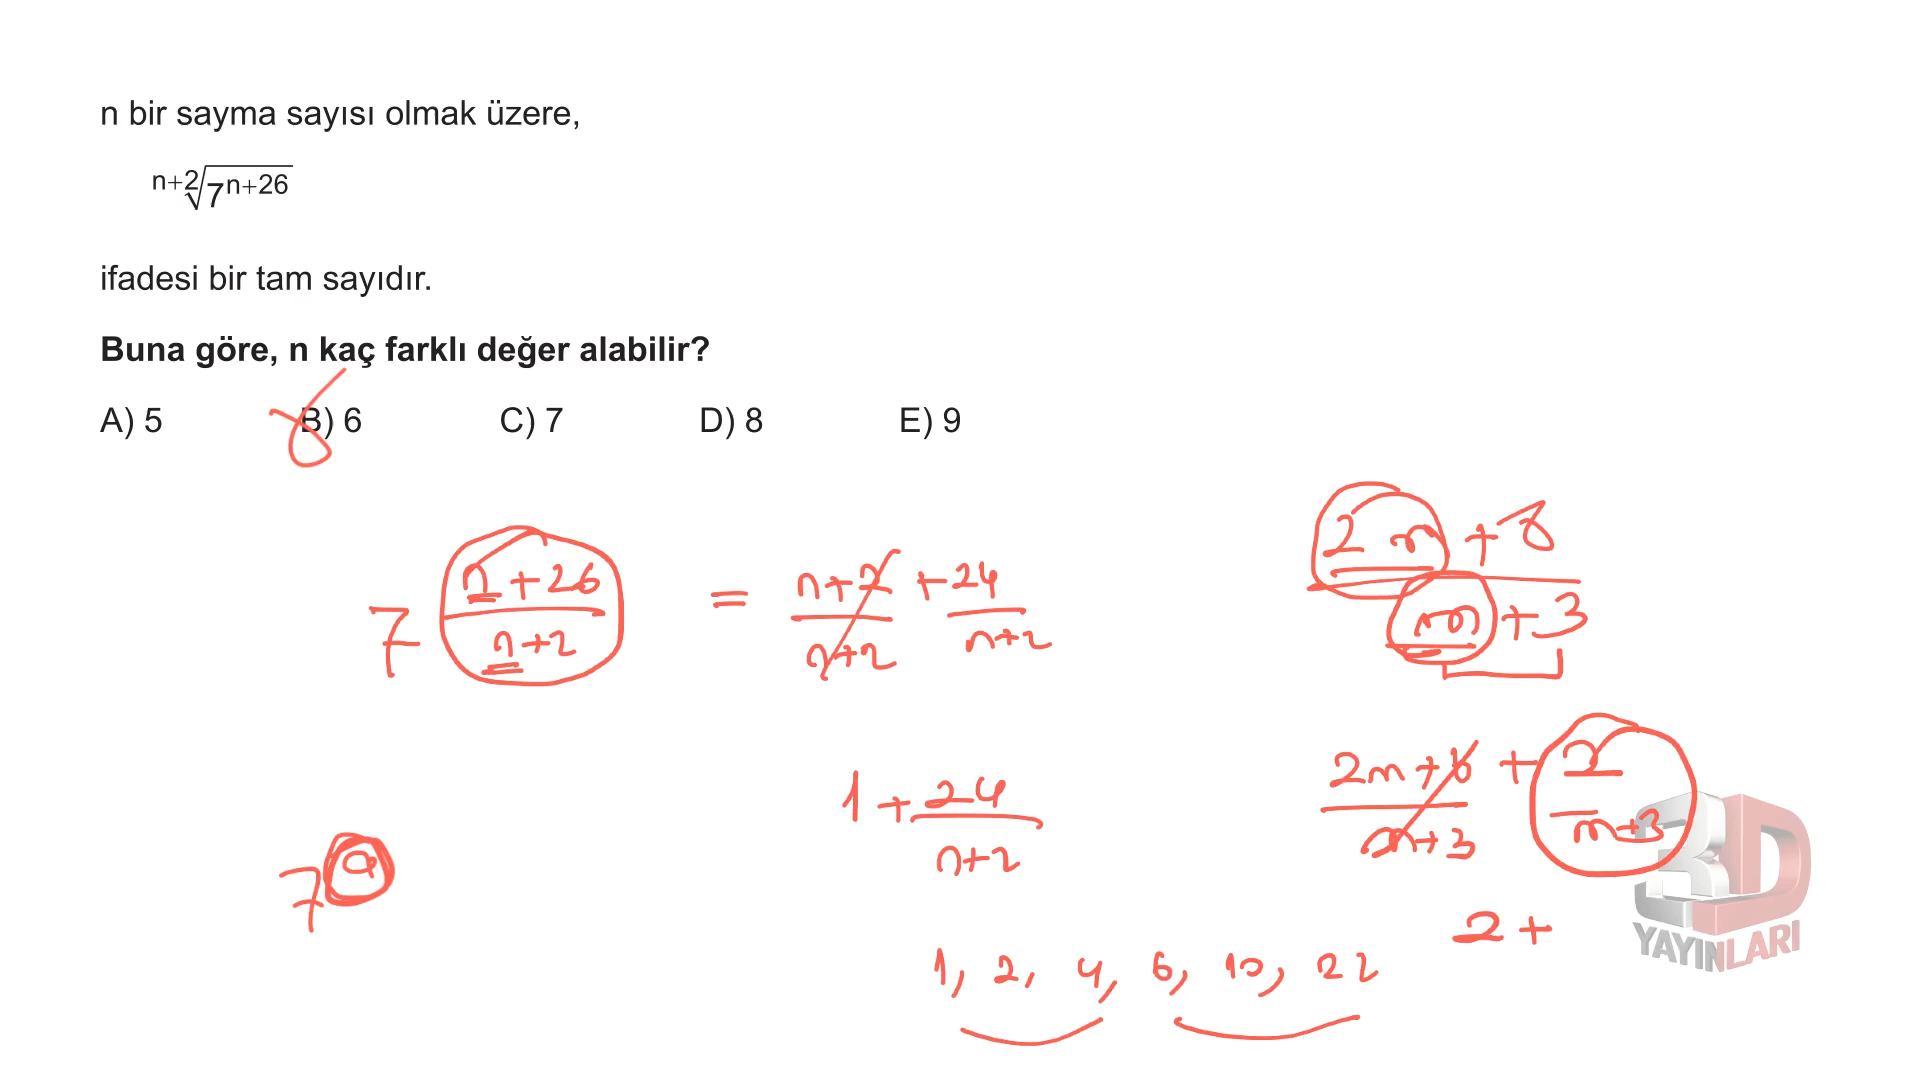 n bir sayma sayısı olmak üzere,
n+2√7^n+26
ifadesi bir tam sayıdır.
Buna göre, n kaç farklı değer alabilir?
A) 5 B) 6 C) 7 D) 8 E) 9
7 n+26 / n+2 = n+2 / n+2 + 24 / n+2
2m+8 / m+3
1 + 24 / n+2
2m+6 / m+3 + 2 / m+3
7^a
2+
1, 2, 4, 6, 10, 22
3D
YAYINLARI